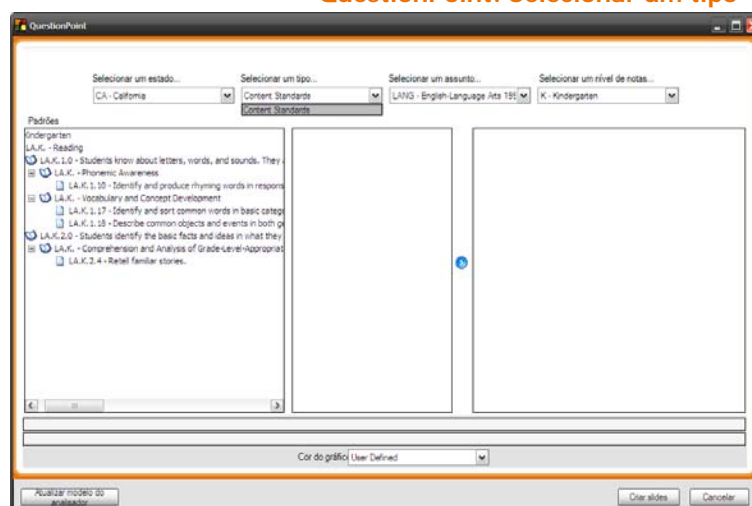 QuestionPoint: Selecionar um tipo
QuestionPoint
Selecionar um estado...
Selecionar um tipo...
Selecionar um assunto...
Selecionar um nível de notas...
CA - California
Content Standards
LANG - English-Language Arts 199
K - Kindergarten
Content Standards
Padrões
Kindergarten
LA.K. - Reading
LA.K.1.0 - Students know about letters, words, and sounds. They
LA.K. - Phonemic Awareness
LA.K.1.10 - Identify and produce rhyming words in respons
LA.K. - Vocabulary and Concept Development
LA.K.1.17 - Identify and sort common words in basic categ
LA.K.1.18 - Describe common objects and events in both g
LA.K.2.0 - Students identify the basic facts and ideas in what they
LA.K. - Comprehension and Analysis of Grade-Level-Appropriat
LA.K.2.4 - Retell familiar stories.
Cor do gráfico
User Defined
Atualizar modelo do
analisador
Criar slides
Cancelar